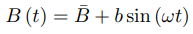 B (t) = B̄ + b sin (ωt)